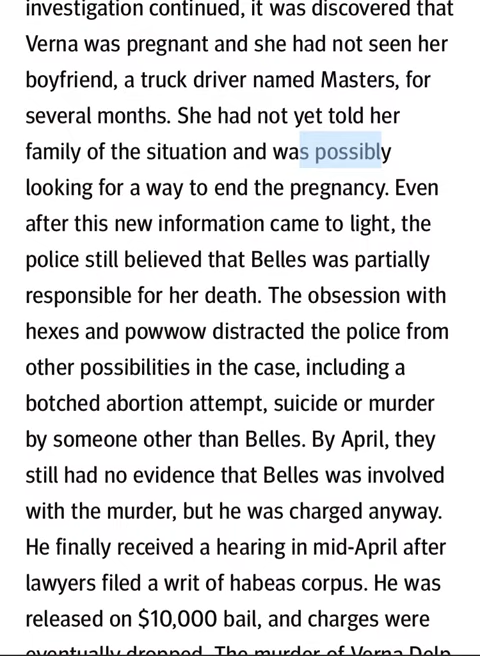 investigation continued, it was discovered that
Verna was pregnant and she had not seen her
boyfriend, a truck driver named Masters, for
several months. She had not yet told her
family of the situation and was possibly
looking for a way to end the pregnancy. Even
after this new information came to light, the
police still believed that Belles was partially
responsible for her death. The obsession with
hexes and powwow distracted the police from
other possibilities in the case, including a
botched abortion attempt, suicide or murder
by someone other than Belles. By April, they
still had no evidence that Belles was involved
with the murder, but he was charged anyway.
He finally received a hearing in mid-April after
lawyers filed a writ of habeas corpus. He was
released on $10,000 bail, and charges were
eventually dropped. The murder of Verna Delp